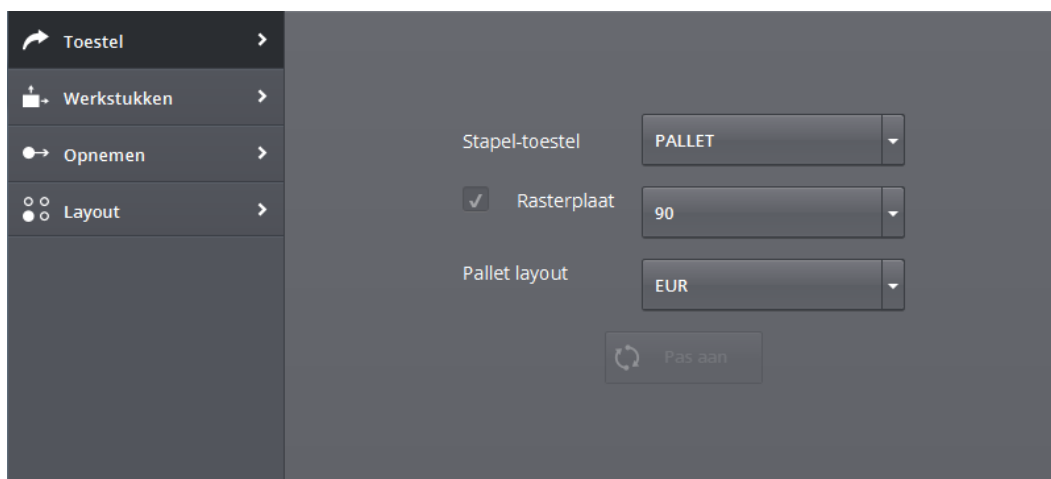 Toestel
Werkstukken
Opnemen
Layout
Stapel-toestel PALLET
Rasterplaat 90
Pallet layout EUR
Pas aan